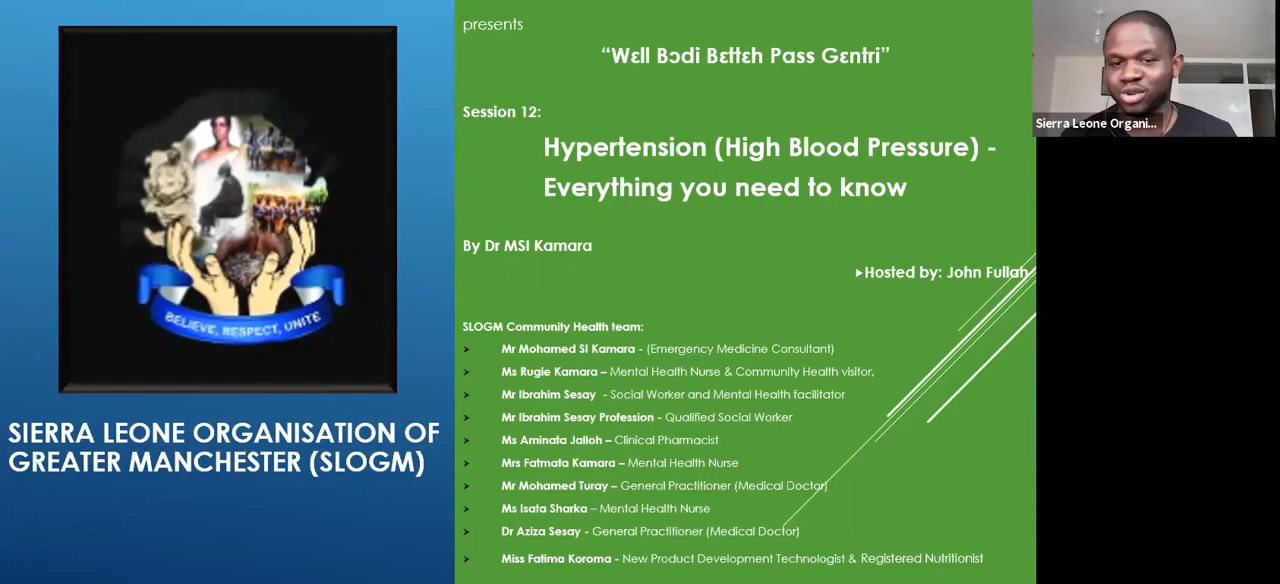 BELIEVE, RESPECT, UNITE
SIERRA LEONE ORGANISATION OF
GREATER MANCHESTER (SLOGM)
presents
“Wɛll Bɔdi Bɛttɛh Pass Gɛntri”
Session 12:
Hypertension (High Blood Pressure) -
Everything you need to know
By Dr MSI Kamara
Hosted by: John Fullah
SLOGM Community Health team:
Mr Mohamed SI Kamara - (Emergency Medicine Consultant)
Ms Rugie Kamara – Mental Health Nurse & Community Health visitor,
Mr Ibrahim Sesay - Social Worker and Mental Health facilitator
Mr Ibrahim Sesay Profession - Qualified Social Worker
Ms Aminata Jalloh – Clinical Pharmacist
Mrs Fatmata Kamara – Mental Health Nurse
Mr Mohamed Turay – General Practitioner (Medical Doctor)
Ms Isata Sharka – Mental Health Nurse
Dr Aziza Sesay - General Practitioner (Medical Doctor)
Miss Fatima Koroma - New Product Development Technologist & Registered Nutritionist
Sierra Leone Organi...